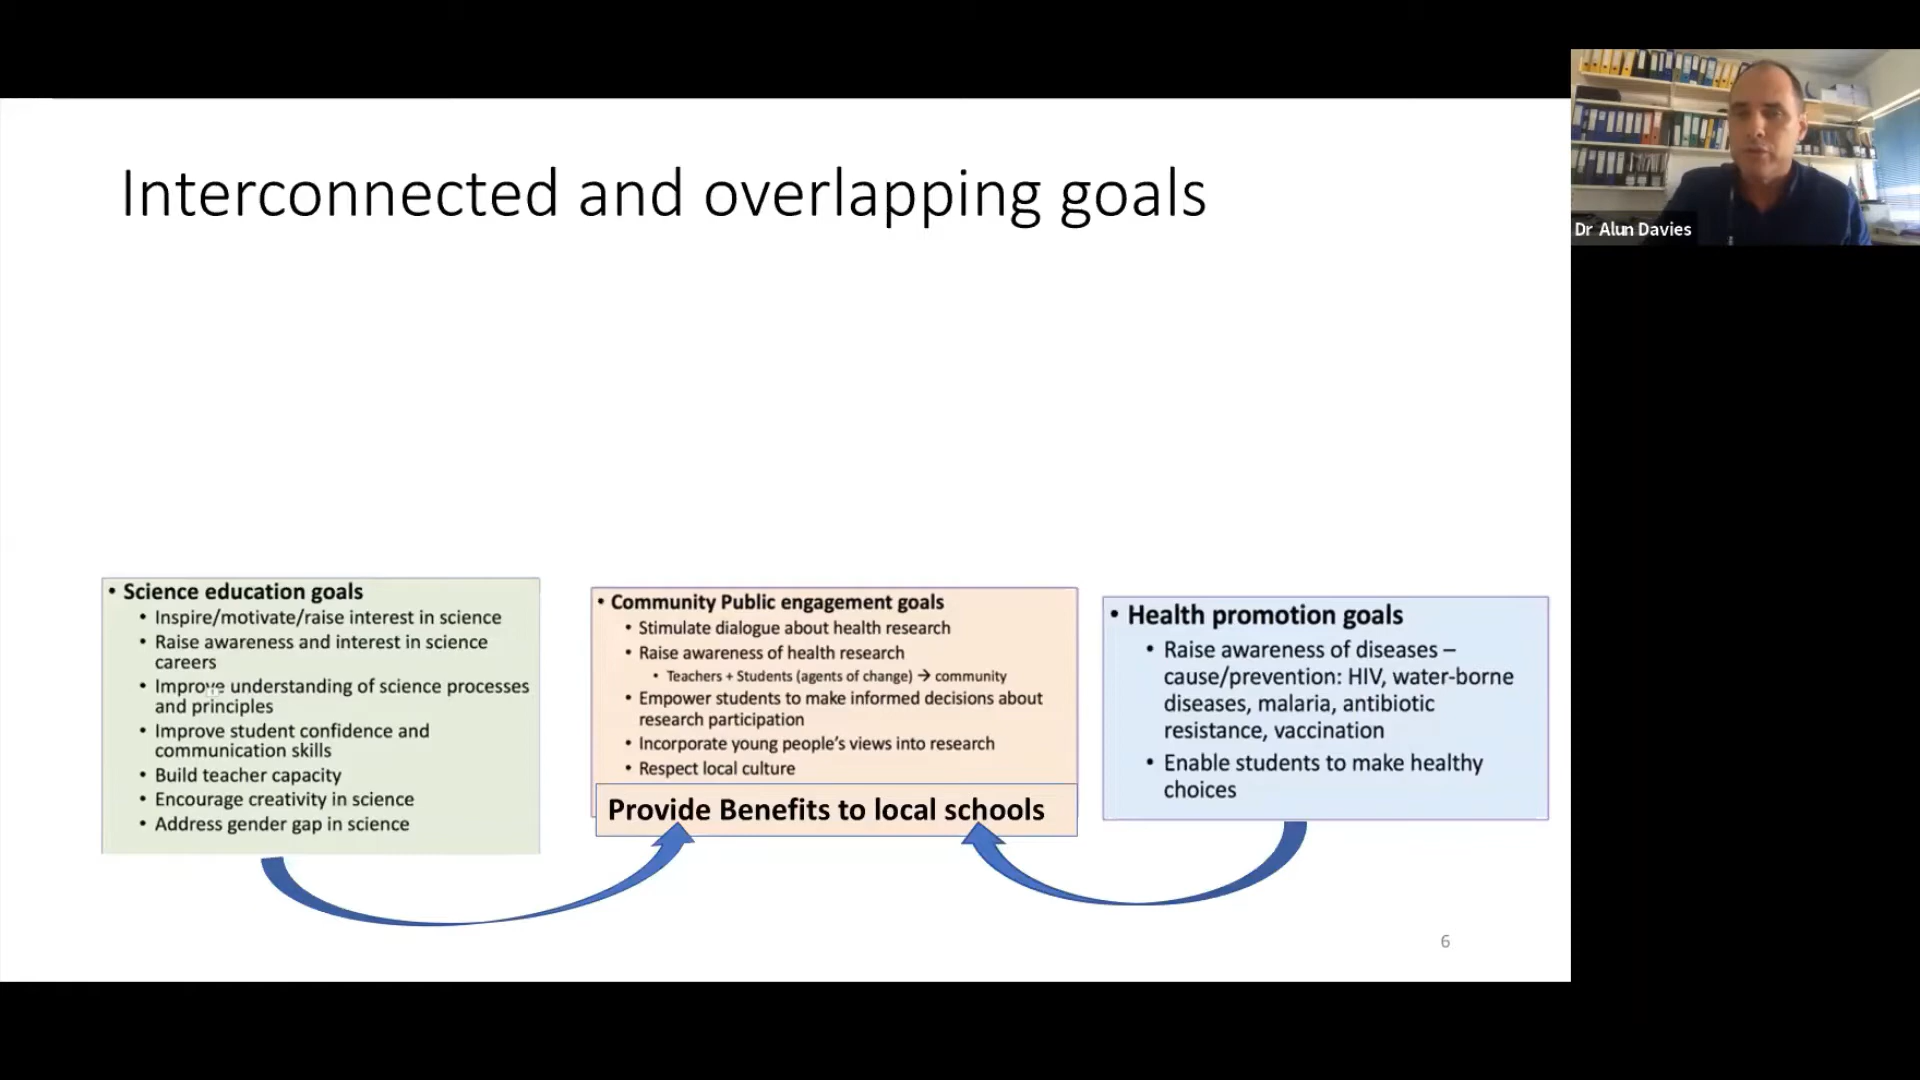 Interconnected and overlapping goals
Dr Alun Davies
• Science education goals
• Inspire/motivate/raise interest in science
• Raise awareness and interest in science
careers
• Improve understanding of science processes
and principles
• Improve student confidence and
communication skills
• Build teacher capacity
• Encourage creativity in science
• Address gender gap in science
• Community Public engagement goals
• Stimulate dialogue about health research
• Raise awareness of health research
• Teachers + Students (agents of change) → community
• Empower students to make informed decisions about
research participation
• Incorporate young people's views into research
• Respect local culture
Provide Benefits to local schools
• Health promotion goals
• Raise awareness of diseases –
cause/prevention: HIV, water-borne
diseases, malaria, antibiotic
resistance, vaccination
• Enable students to make healthy
choices
6